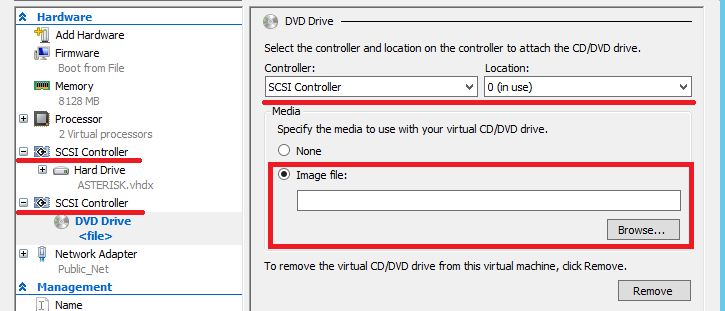 Hardware
Add Hardware
Firmware
Boot from File
Memory
8128 MB
Processor
2 Virtual processors
SCSI Controller
Hard Drive
ASTERISK.vhdx
SCSI Controller
DVD Drive
<file>
Network Adapter
Public_Net
Management
Name
DVD Drive
Select the controller and location on the controller to attach the CD/DVD drive.
Controller: Location:
SCSI Controller 0 (in use)
Media
Specify the media to use with your virtual CD/DVD drive.
None
Image file:
Browse...
To remove the virtual CD/DVD drive from this virtual machine, click Remove.
Remove